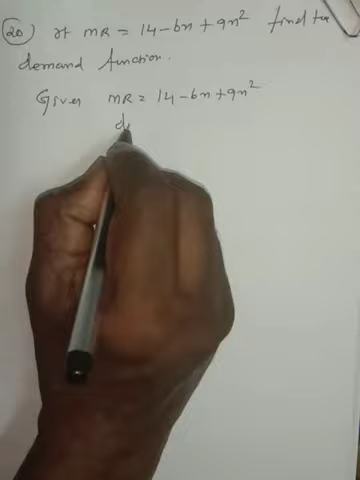 20) If MR = 14 - 6x + 9x² find the
demand function.
Given MR = 14 - 6x + 9x²
d